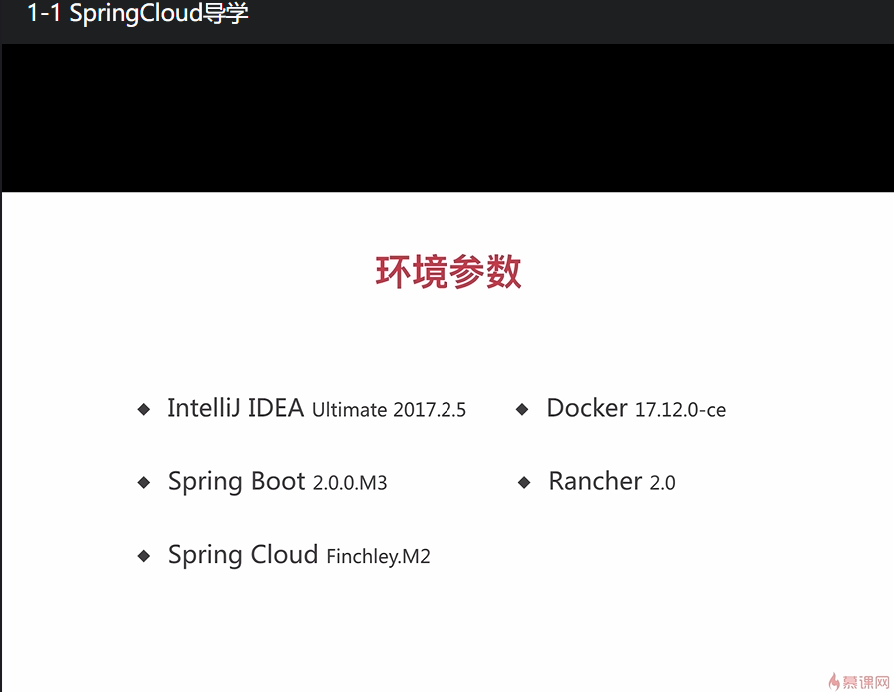 1-1 SpringCloud导学
环境参数
◆ IntelliJ IDEA Ultimate 2017.2.5
◆ Docker 17.12.0-ce
◆ Spring Boot 2.0.0.M3
◆ Rancher 2.0
◆ Spring Cloud Finchley.M2
慕课网